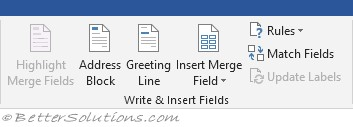 Highlight
Merge Fields
Address
Block
Greeting
Line
Insert Merge
Field
Rules
Match Fields
Update Labels
Write & Insert Fields
©BetterSolutions.com